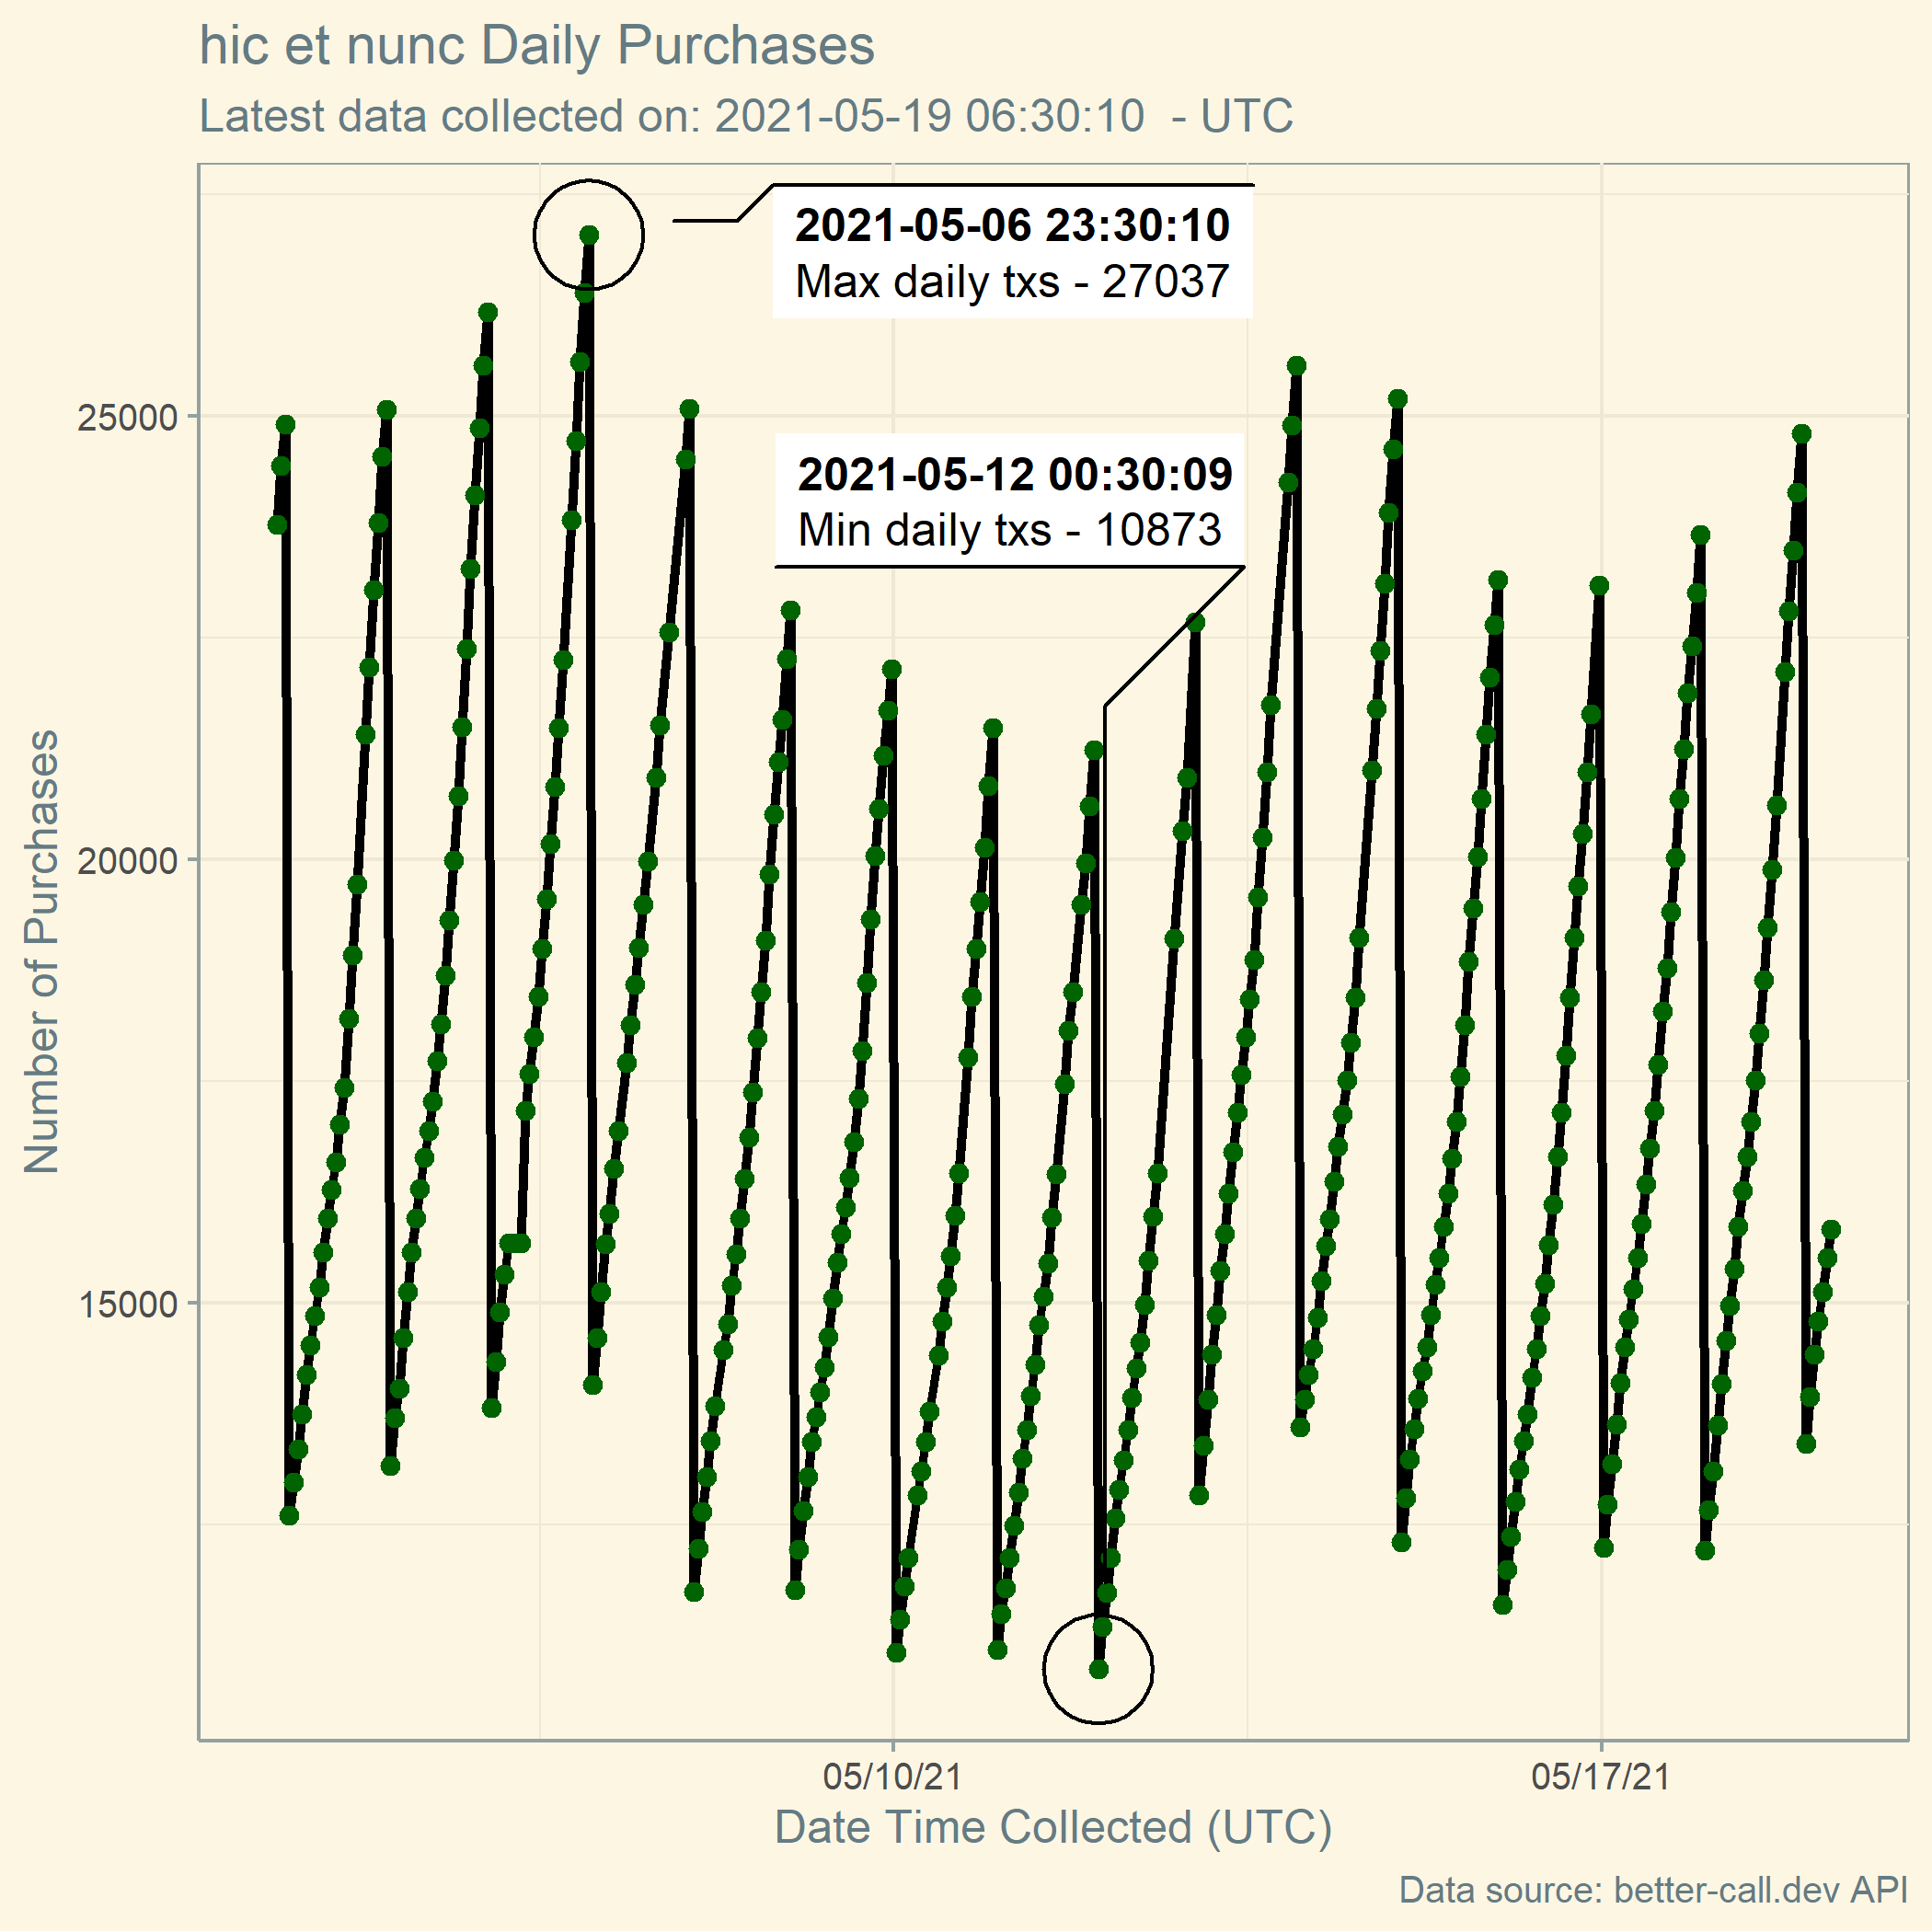 hic et nunc Daily Purchases
Latest data collected on: 2021-05-19 06:30:10  - UTC
2021-05-06 23:30:10
Max daily txs - 27037
2021-05-12 00:30:09
Min daily txs - 10873
Number of Purchases
25000
20000
15000
05/10/21
05/17/21
Date Time Collected (UTC)
Data source: better-call.dev API